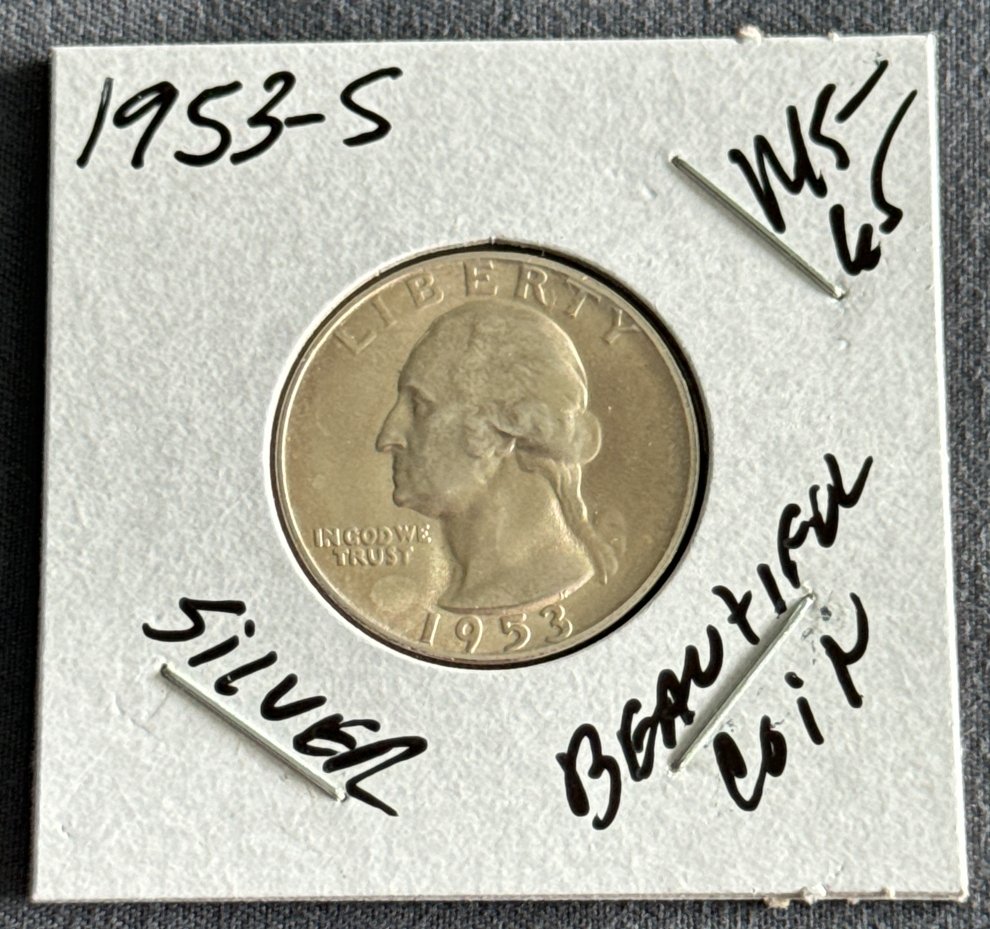 1953-S
MS-
65
LIBERTY
IN GOD WE
TRUST
1953
SILVER
BEAUTIFUL
COIN